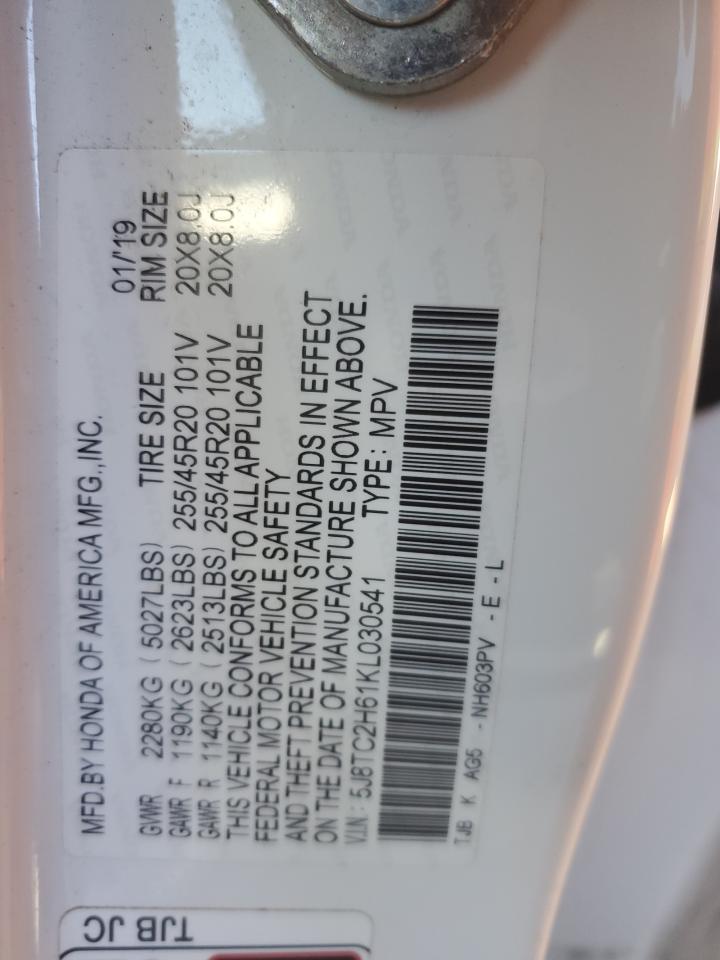 MFD.BY HONDA OF AMERICA MFG.,INC. 01/'19
GVWR 2280KG ( 5027LBS) TIRE SIZE RIM SIZE
GAWR F 1190KG ( 2623LBS) 255/45R20 101V 20X8.0J
GAWR R 1140KG ( 2513LBS) 255/45R20 101V 20X8.0J
THIS VEHICLE CONFORMS TO ALL APPLICABLE
FEDERAL MOTOR VEHICLE SAFETY
AND THEFT PREVENTION STANDARDS IN EFFECT
ON THE DATE OF MANUFACTURE SHOWN ABOVE.
V.I.N : 5J8TC2H61KL030541 TYPE : MPV
TJB K AG5 - NH603PV - E - L
TJB JC